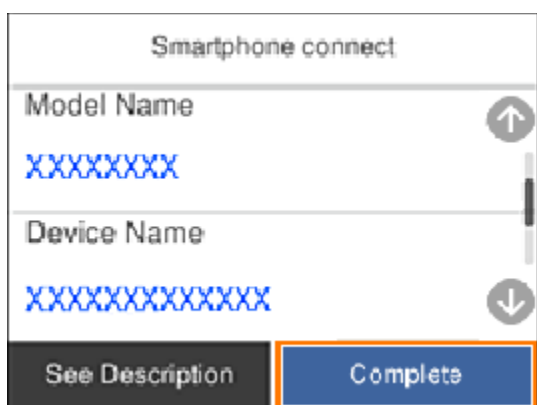 Smartphone connect
Model Name
XXXXXXXX
Device Name
XXXXXXXXXXXXX
See Description
Complete